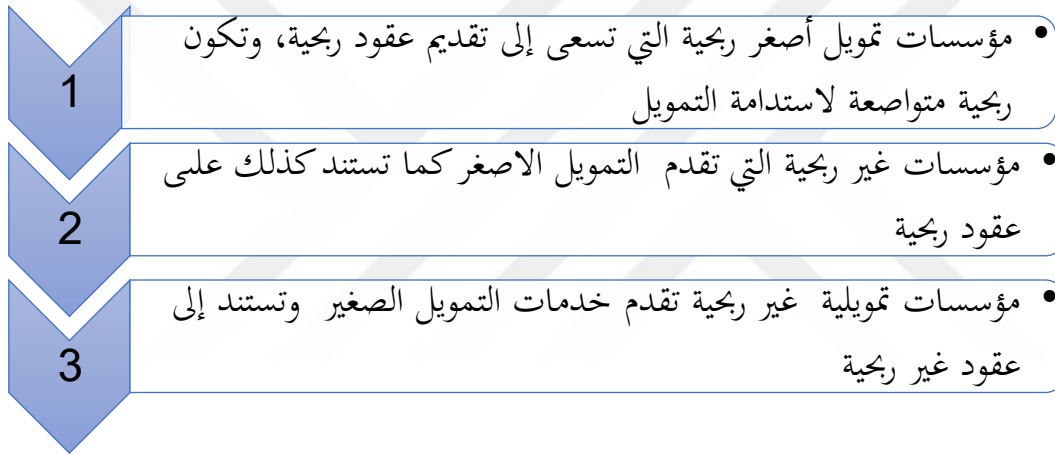 1
• مؤسسات تمويل أصغر ربحية التي تسعى إلى تقديم عقود ربحية، وتكون
ربحية متواصعة لاستدامة التمويل
2
• مؤسسات غير ربحية التي تقدم التمويل الاصغر كما تستند كذلك على
عقود ربحية
3
• مؤسسات تمويلية غير ربحية تقدم خدمات التمويل الصغير وتستند إلى
عقود غير ربحية